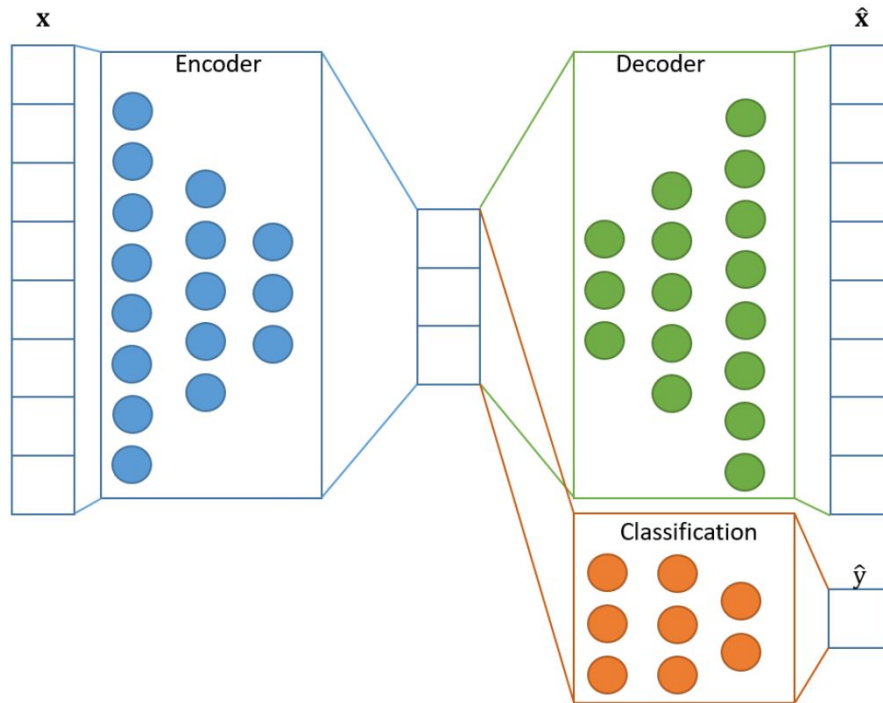 x
x̂
Encoder
Decoder
Classification
ŷ